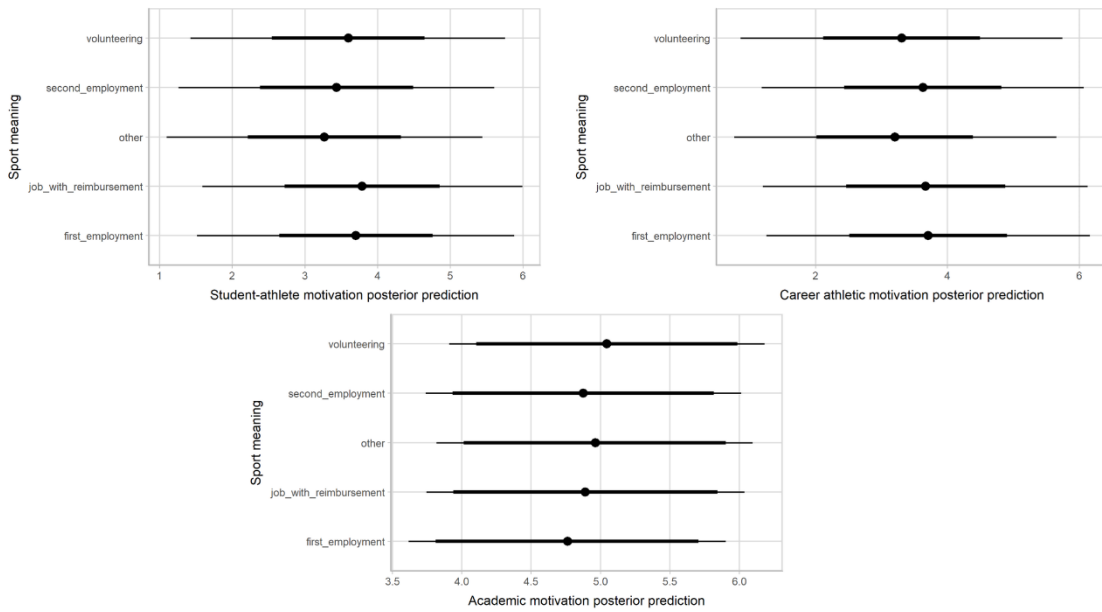 volunteering
second_employment
other
job_with_reimbursement
first_employment
Sport meaning
1 2 3 4 5 6
Student-athlete motivation posterior prediction
volunteering
second_employment
other
job_with_reimbursement
first_employment
Sport meaning
2 4 6
Career athletic motivation posterior prediction
volunteering
second_employment
other
job_with_reimbursement
first_employment
Sport meaning
3.5 4.0 4.5 5.0 5.5 6.0
Academic motivation posterior prediction